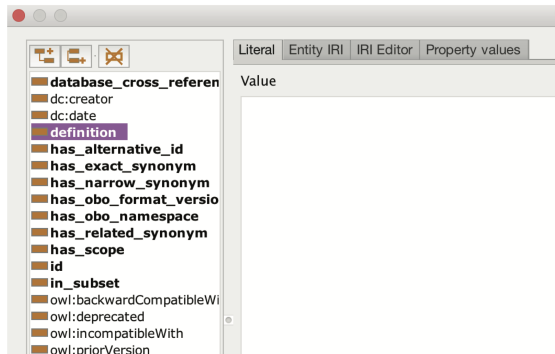 Literal Entity IRI IRI Editor Property values
Value
database_cross_referen
dc:creator
dc:date
definition
has_alternative_id
has_exact_synonym
has_narrow_synonym
has_obo_format_versio
has_obo_namespace
has_related_synonym
has_scope
id
in_subset
owl:backwardCompatibleWi
owl:deprecated
owl:incompatibleWith
owl:priorVersion